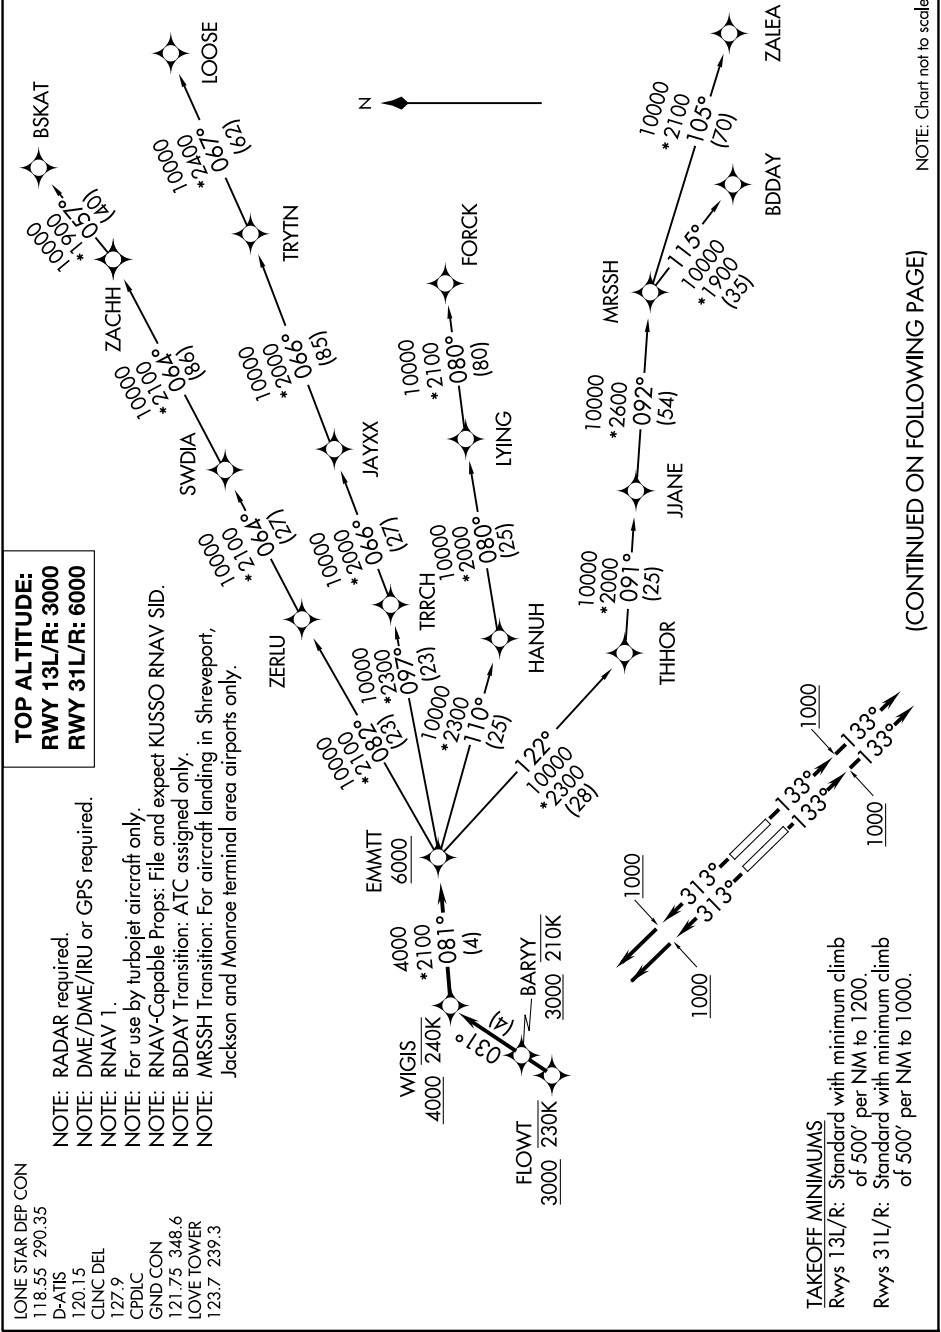 LONE STAR DEP CON
118.55 290.35
D-ATIS
120.15
CLNC DEL
127.9
CPDLC
GND CON
121.75 348.6
LOVE TOWER
123.7 239.3
NOTE: RADAR required.
NOTE: DME/DME/IRU or GPS required.
NOTE: RNAV 1.
NOTE: For use by turbojet aircraft only.
NOTE: RNAV-Capable Props: File and expect KUSSO RNAV SID.
NOTE: BDDAY Transition: ATC assigned only.
NOTE: MRSSH Transition: For aircraft landing in Shreveport,
Jackson and Monroe terminal area airports only.
TOP ALTITUDE:
RWY 13L/R: 3000
RWY 31L/R: 6000
BSKAT
10000
*1900
057°
(40)
ZACHH
10000
*2100
064°
(86)
SWDIA
10000
*2100
064°
(27)
ZERLU
10000
*2100
082°
(23)
LOOSE
10000
*2400
067°
(62)
TRYTN
10000
*2000
066°
(85)
JAYXX
10000
*2000
066°
(27)
TRRCH
10000
*2300
097°
(23)
N
FORCK
10000
*2100
080°
(80)
LYING
10000
*2000
080°
(25)
HANUH
10000
*2300
110°
(25)
ZALEA
10000
*2100
105°
(70)
BDDAY
115°
10000
*1900
(35)
MRSSH
10000
*2600
092°
(54)
JJANE
10000
*2000
091°
(25)
THHOR
122°
10000
*2300
(28)
EMMTT
6000
4000
*2100
081°
(4)
WIGIS
4000 240K
031°
(4)
BARYY
3000 210K
FLOWT
3000 230K
1000
1000
313°
313°
133°
133°
133°
133°
1000
1000
TAKEOFF MINIMUMS
Rwys 13L/R: Standard with minimum climb
of 500' per NM to 1200.
Rwys 31L/R: Standard with minimum climb
of 500' per NM to 1000.
(CONTINUED ON FOLLOWING PAGE)
NOTE: Chart not to scale